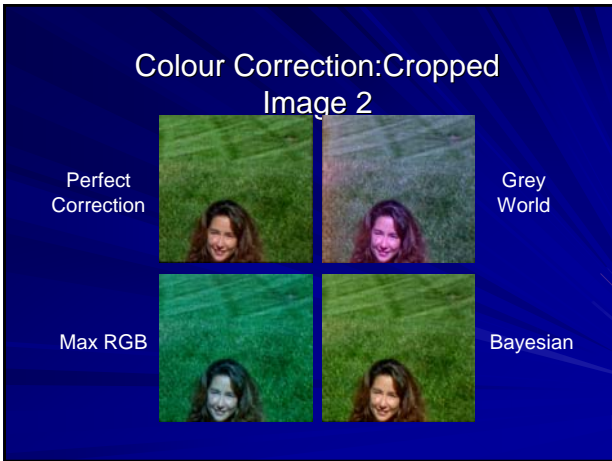 Colour Correction:Cropped
Image 2
Perfect
Correction
Grey
World
Max RGB
Bayesian